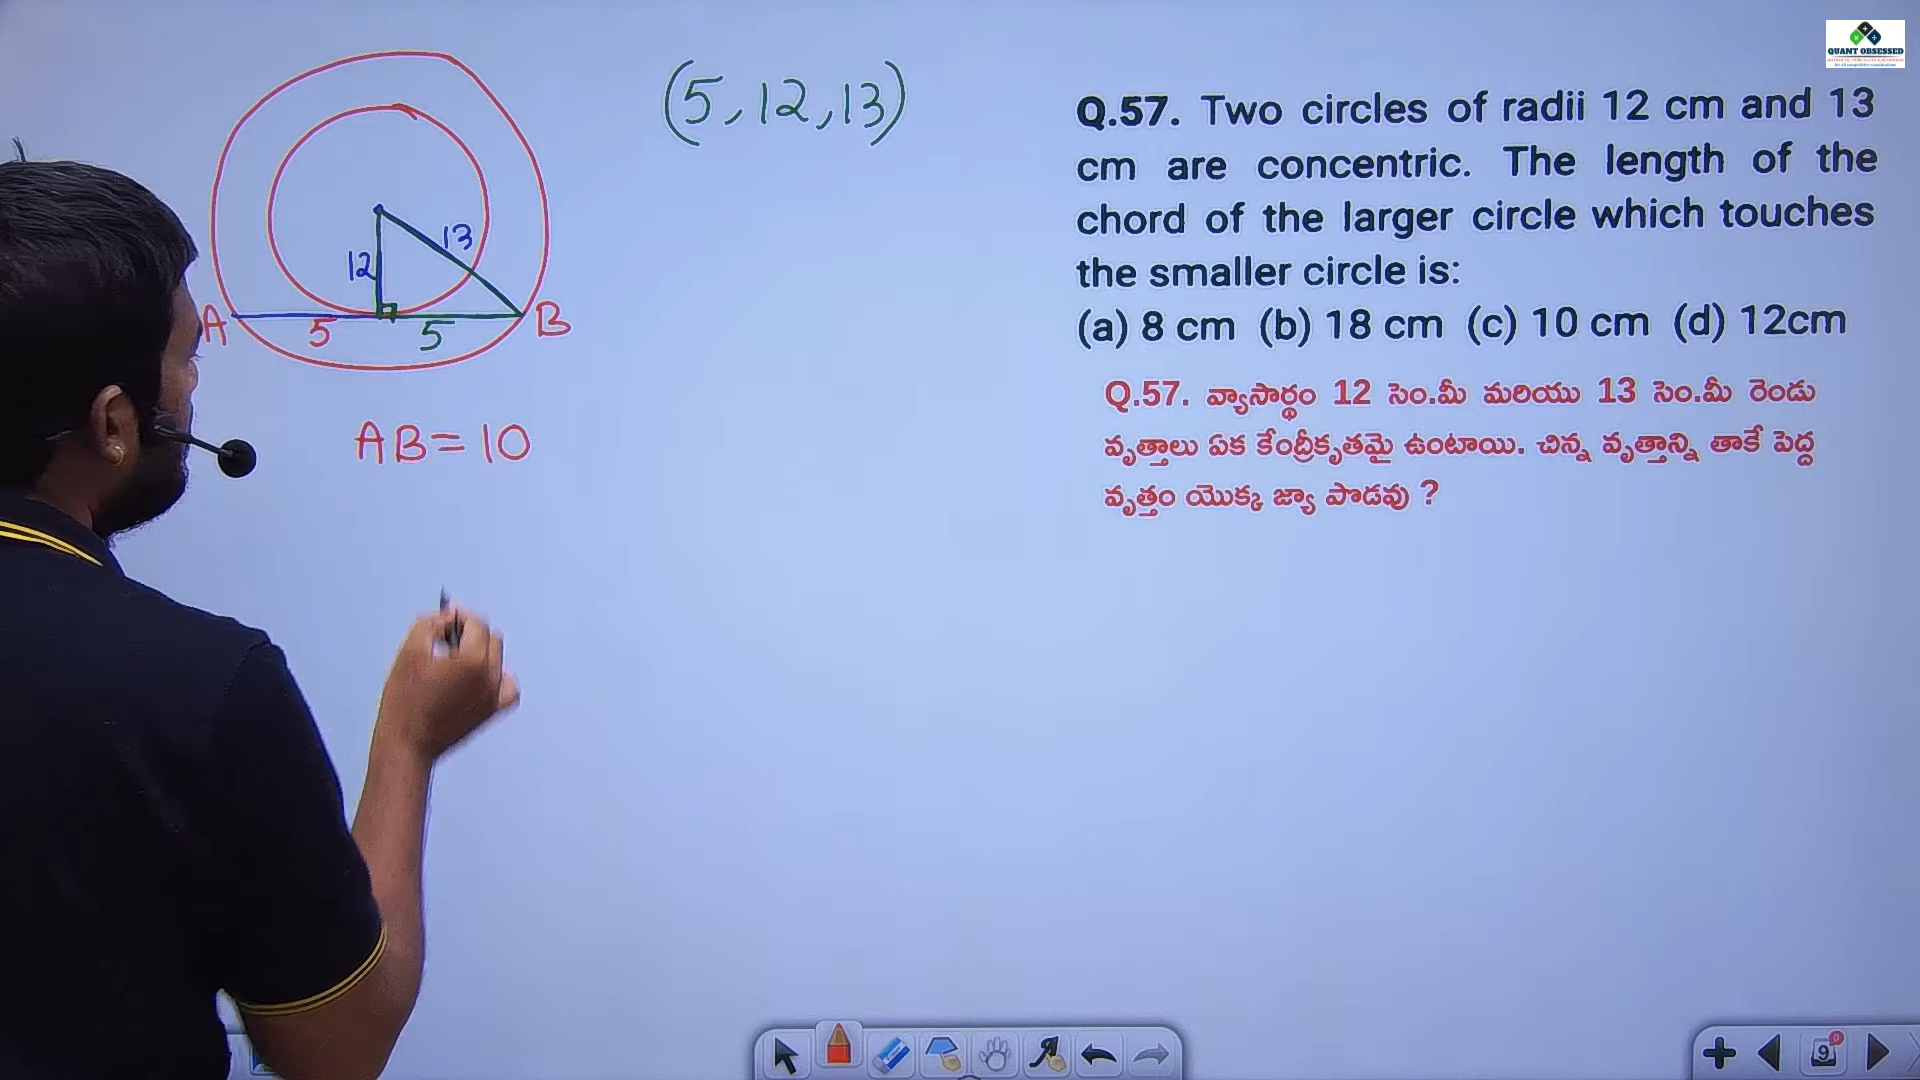 QUANT OBSESSED
(5, 12, 13)
12
13
A
5
5
B
AB = 10
Q.57. Two circles of radii 12 cm and 13
cm are concentric. The length of the
chord of the larger circle which touches
the smaller circle is:
(a) 8 cm (b) 18 cm (c) 10 cm (d) 12cm
Q.57. వ్యాసార్థం 12 సెం.మీ మరియు 13 సెం.మీ రెండు
వృత్తాలు ఏక కేంద్రీకృతమై ఉంటాయి. చిన్న వృత్తాన్ని తాకే పెద్ద
వృత్తం యొక్క జ్యా పొడవు ?
9
0